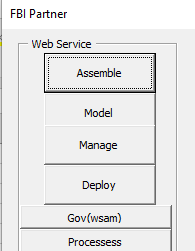 FBI Partner
Web Service
Assemble
Model
Manage
Deploy
Gov(wsam)
Processess